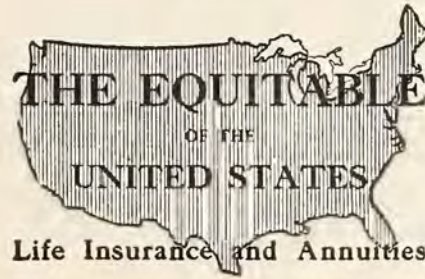 THE EQUITABLE
OF THE
UNITED STATES
Life Insurance and Annuities